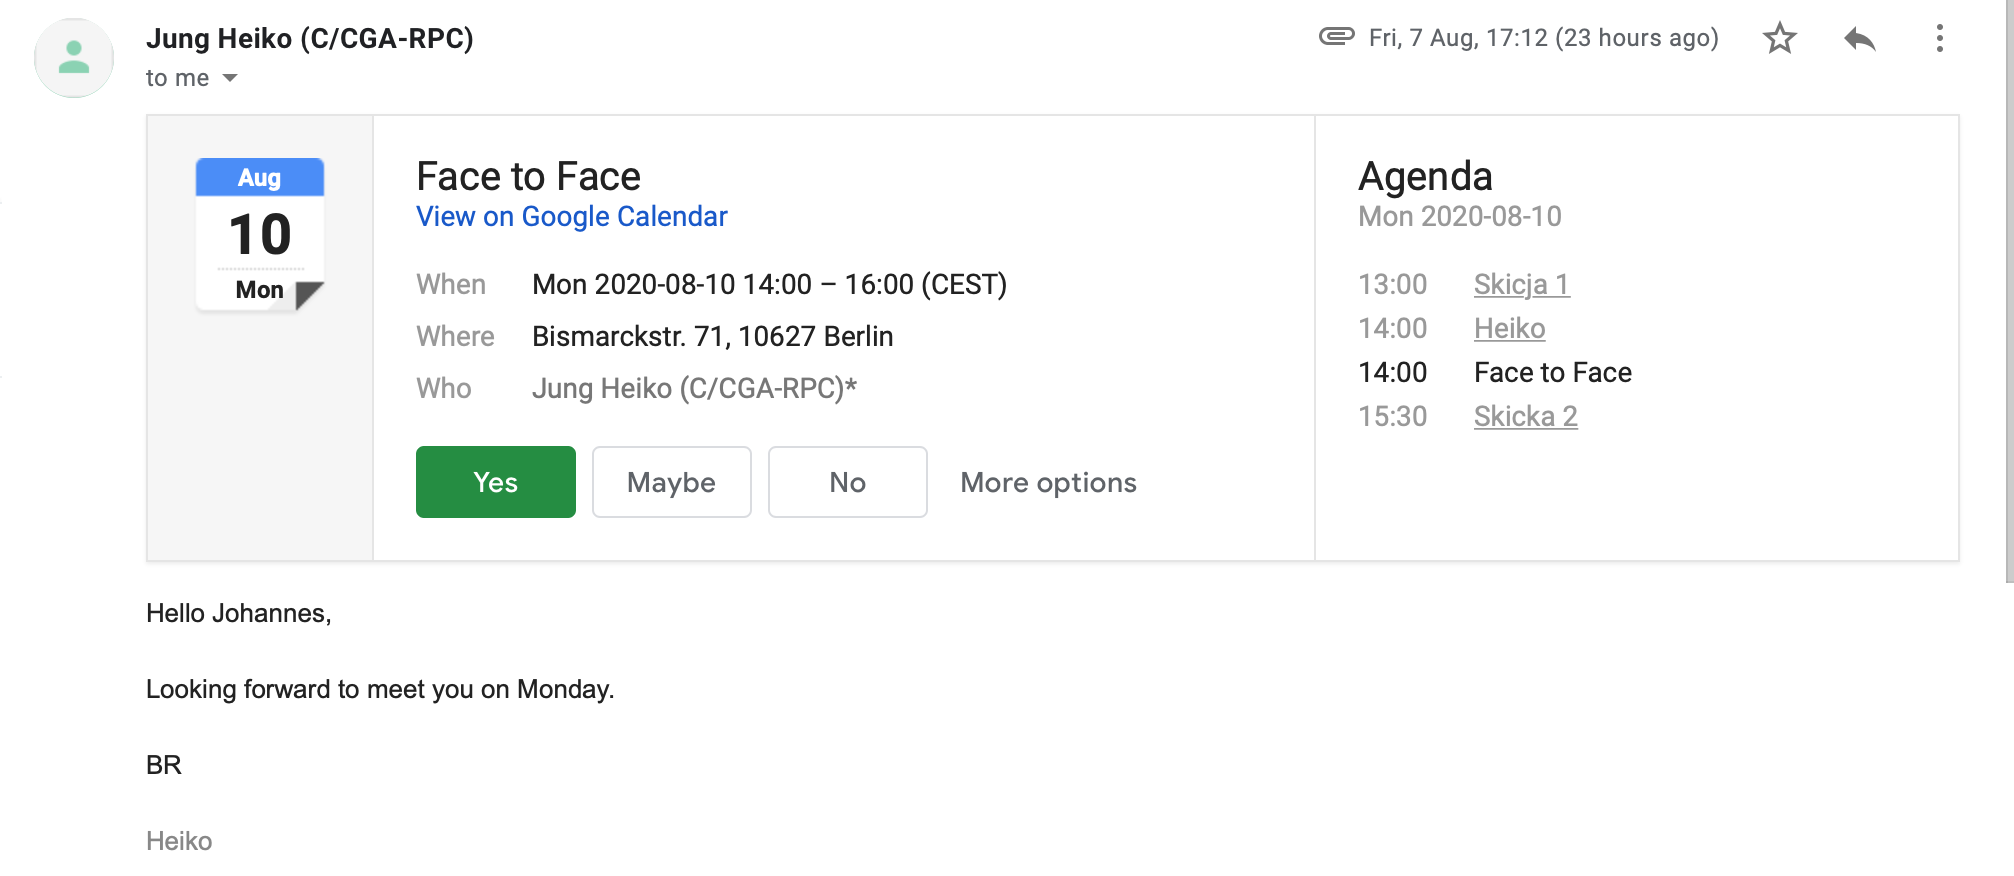 Jung Heiko (C/CGA-RPC)
Fri, 7 Aug, 17:12 (23 hours ago)
to me
Aug
10
Mon
Face to Face
View on Google Calendar
When Mon 2020-08-10 14:00 – 16:00 (CEST)
Where Bismarckstr. 71, 10627 Berlin
Who Jung Heiko (C/CGA-RPC)*
Yes Maybe No More options
Agenda
Mon 2020-08-10
13:00 Skicja 1
14:00 Heiko
14:00 Face to Face
15:30 Skicka 2
Hello Johannes,
Looking forward to meet you on Monday.
BR
Heiko